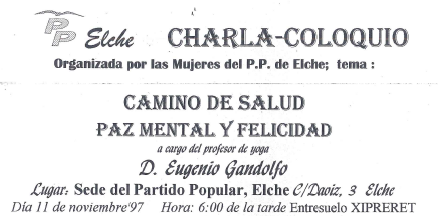 PP Elche CHARLA-COLOQUIO
Organizada por las Mujeres del P.P. de Elche; tema :
CAMINO DE SALUD
PAZ MENTAL Y FELICIDAD
a cargo del profesor de yoga
D. Eugenio Gandolfo
Lugar: Sede del Partido Popular, Elche C/Daoiz, 3 Elche
Día 11 de noviembre'97 Hora: 6:00 de la tarde Entresuelo XIPRERET